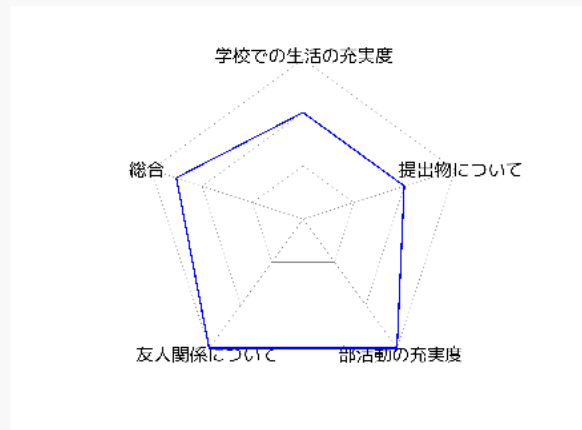 学校での生活の充実度
総合
提出物について
友人関係について
部活動の充実度